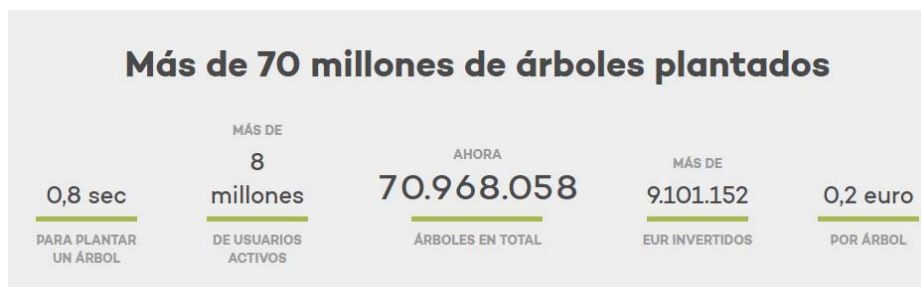 Más de 70 millones de árboles plantados
0,8 sec
PARA PLANTAR
UN ÁRBOL
MÁS DE
8
millones
DE USUARIOS
ACTIVOS
AHORA
70.968.058
ÁRBOLES EN TOTAL
MÁS DE
9.101.152
EUR INVERTIDOS
0,2 euro
POR ÁRBOL